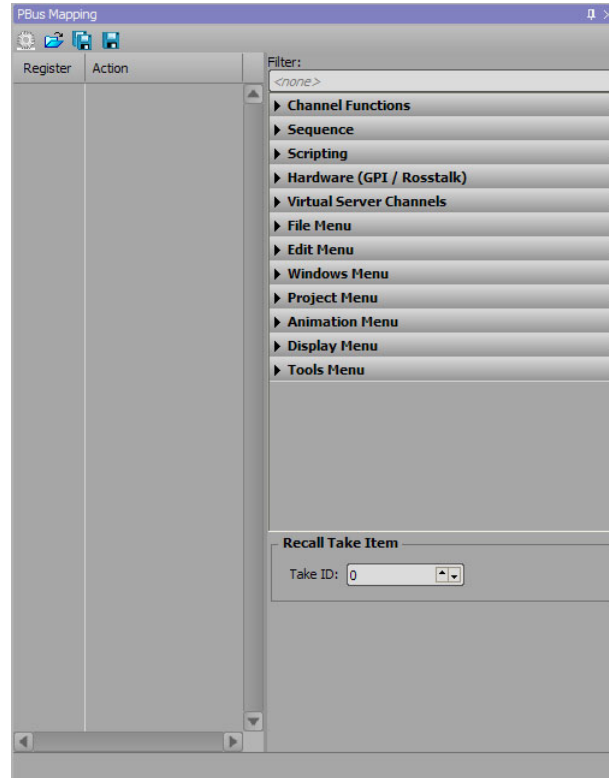 PBus Mapping
Register Action
Filter:
<none>
Channel Functions
Sequence
Scripting
Hardware (GPI / Rosstalk)
Virtual Server Channels
File Menu
Edit Menu
Windows Menu
Project Menu
Animation Menu
Display Menu
Tools Menu
Recall Take Item
Take ID: 0